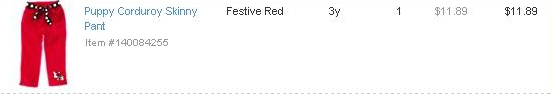 Puppy Corduroy Skinny Festive Red 3y 1 $11.89 $11.89
Pant
Item #140084255